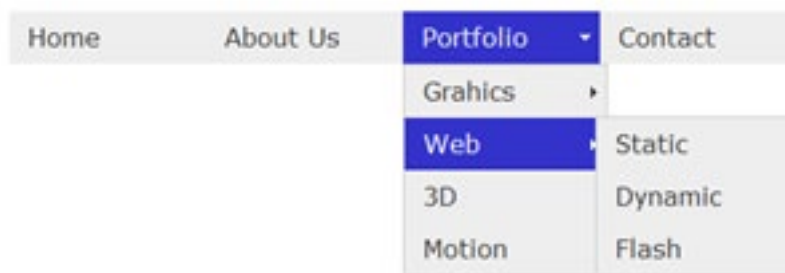 Home About Us Portfolio Contact
Grahics
Web Static
3D Dynamic
Motion Flash